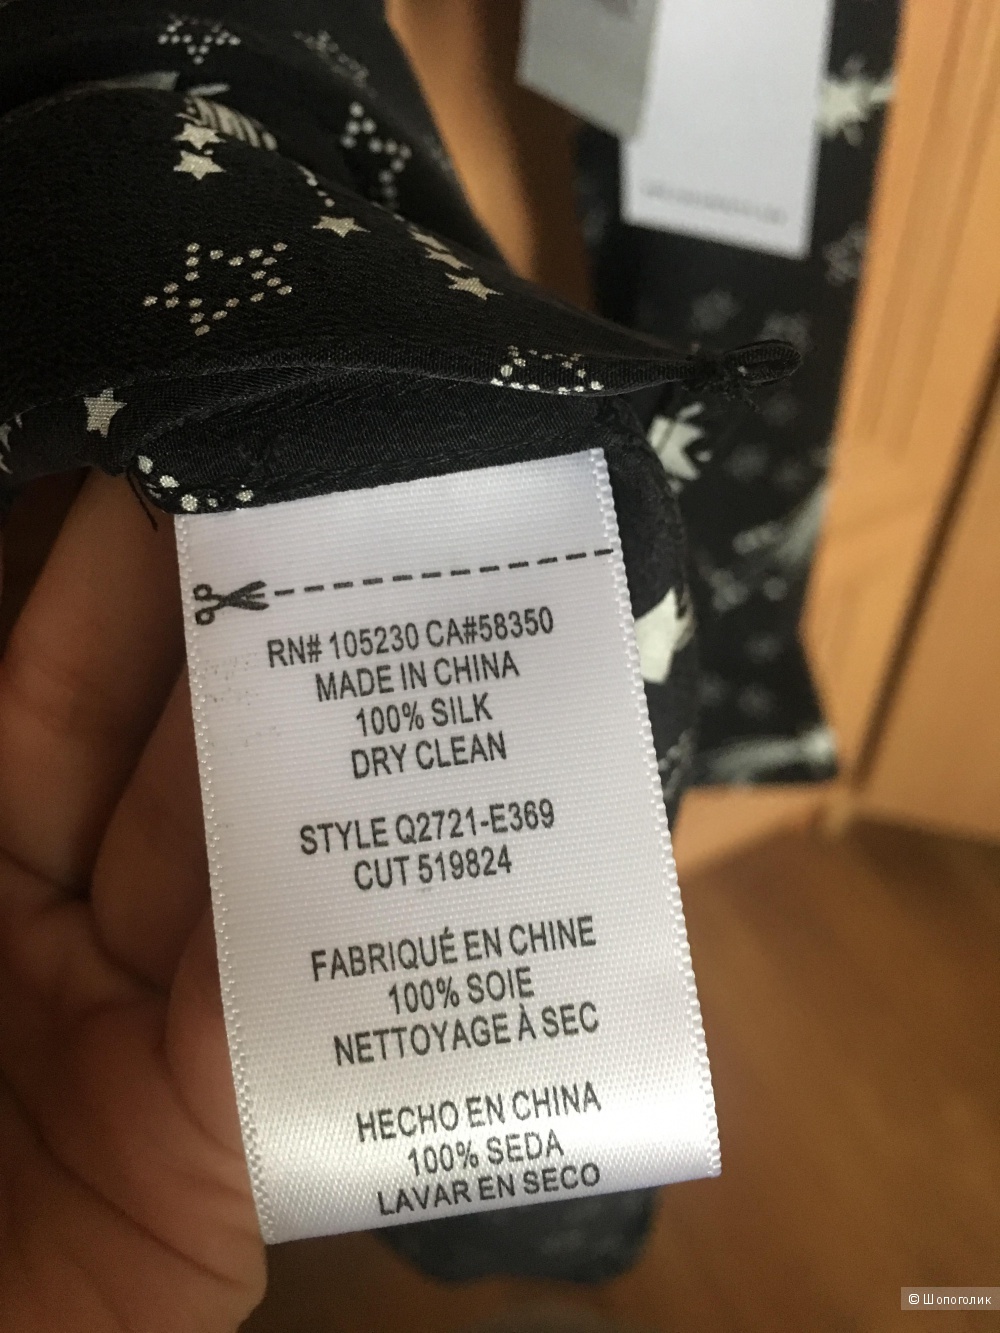 RN# 105230 CA#58350
MADE IN CHINA
100% SILK
DRY CLEAN
STYLE Q2721-E369
CUT 519824
FABRIQUÉ EN CHINE
100% SOIE
NETTOYAGE À SEC
HECHO EN CHINA
100% SEDA
LAVAR EN SECO
© Шопоголик